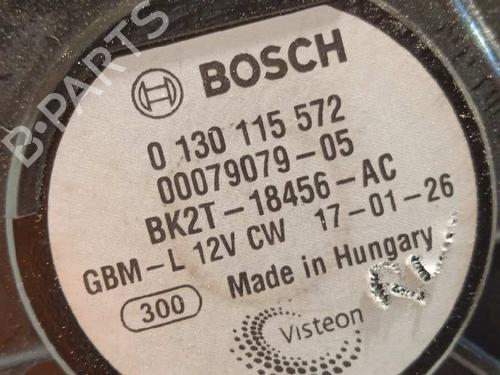 B-PARTS
BOSCH
0 130 115 572
00079079-05
BK2T-18456-AC
GBM-L 12V CW 17-01-26
300 Made in Hungary
Visteon